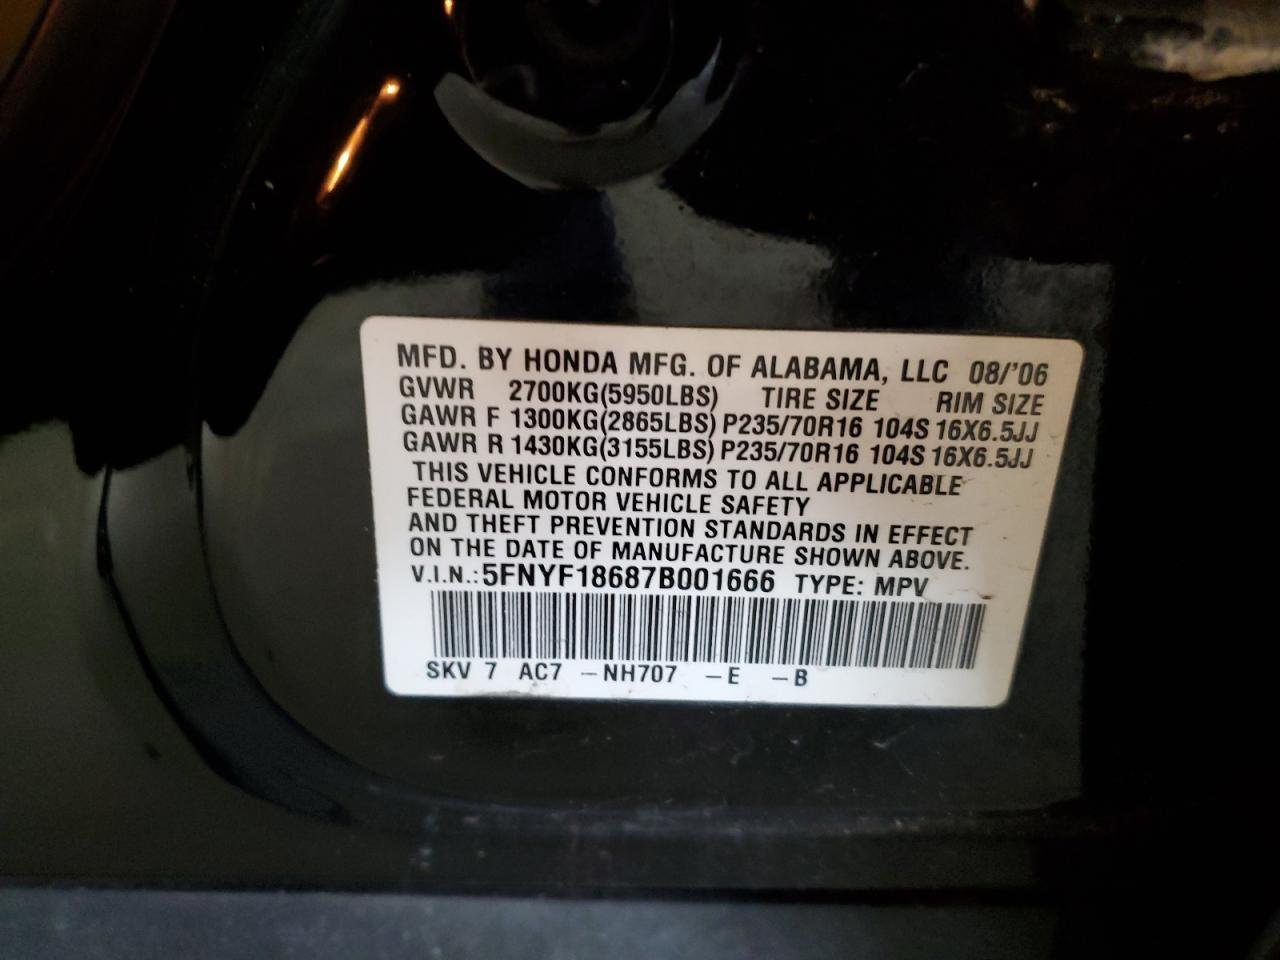 MFD. BY HONDA MFG. OF ALABAMA, LLC 08/'06
GVWR 2700KG(5950LBS) TIRE SIZE RIM SIZE
GAWR F 1300KG(2865LBS) P235/70R16 104S 16X6.5JJ
GAWR R 1430KG(3155LBS) P235/70R16 104S 16X6.5JJ
THIS VEHICLE CONFORMS TO ALL APPLICABLE
FEDERAL MOTOR VEHICLE SAFETY
AND THEFT PREVENTION STANDARDS IN EFFECT
ON THE DATE OF MANUFACTURE SHOWN ABOVE.
V.I.N.: 5FNYF18687B001666 TYPE: MPV
SKV 7 AC7 –NH707 –E –B